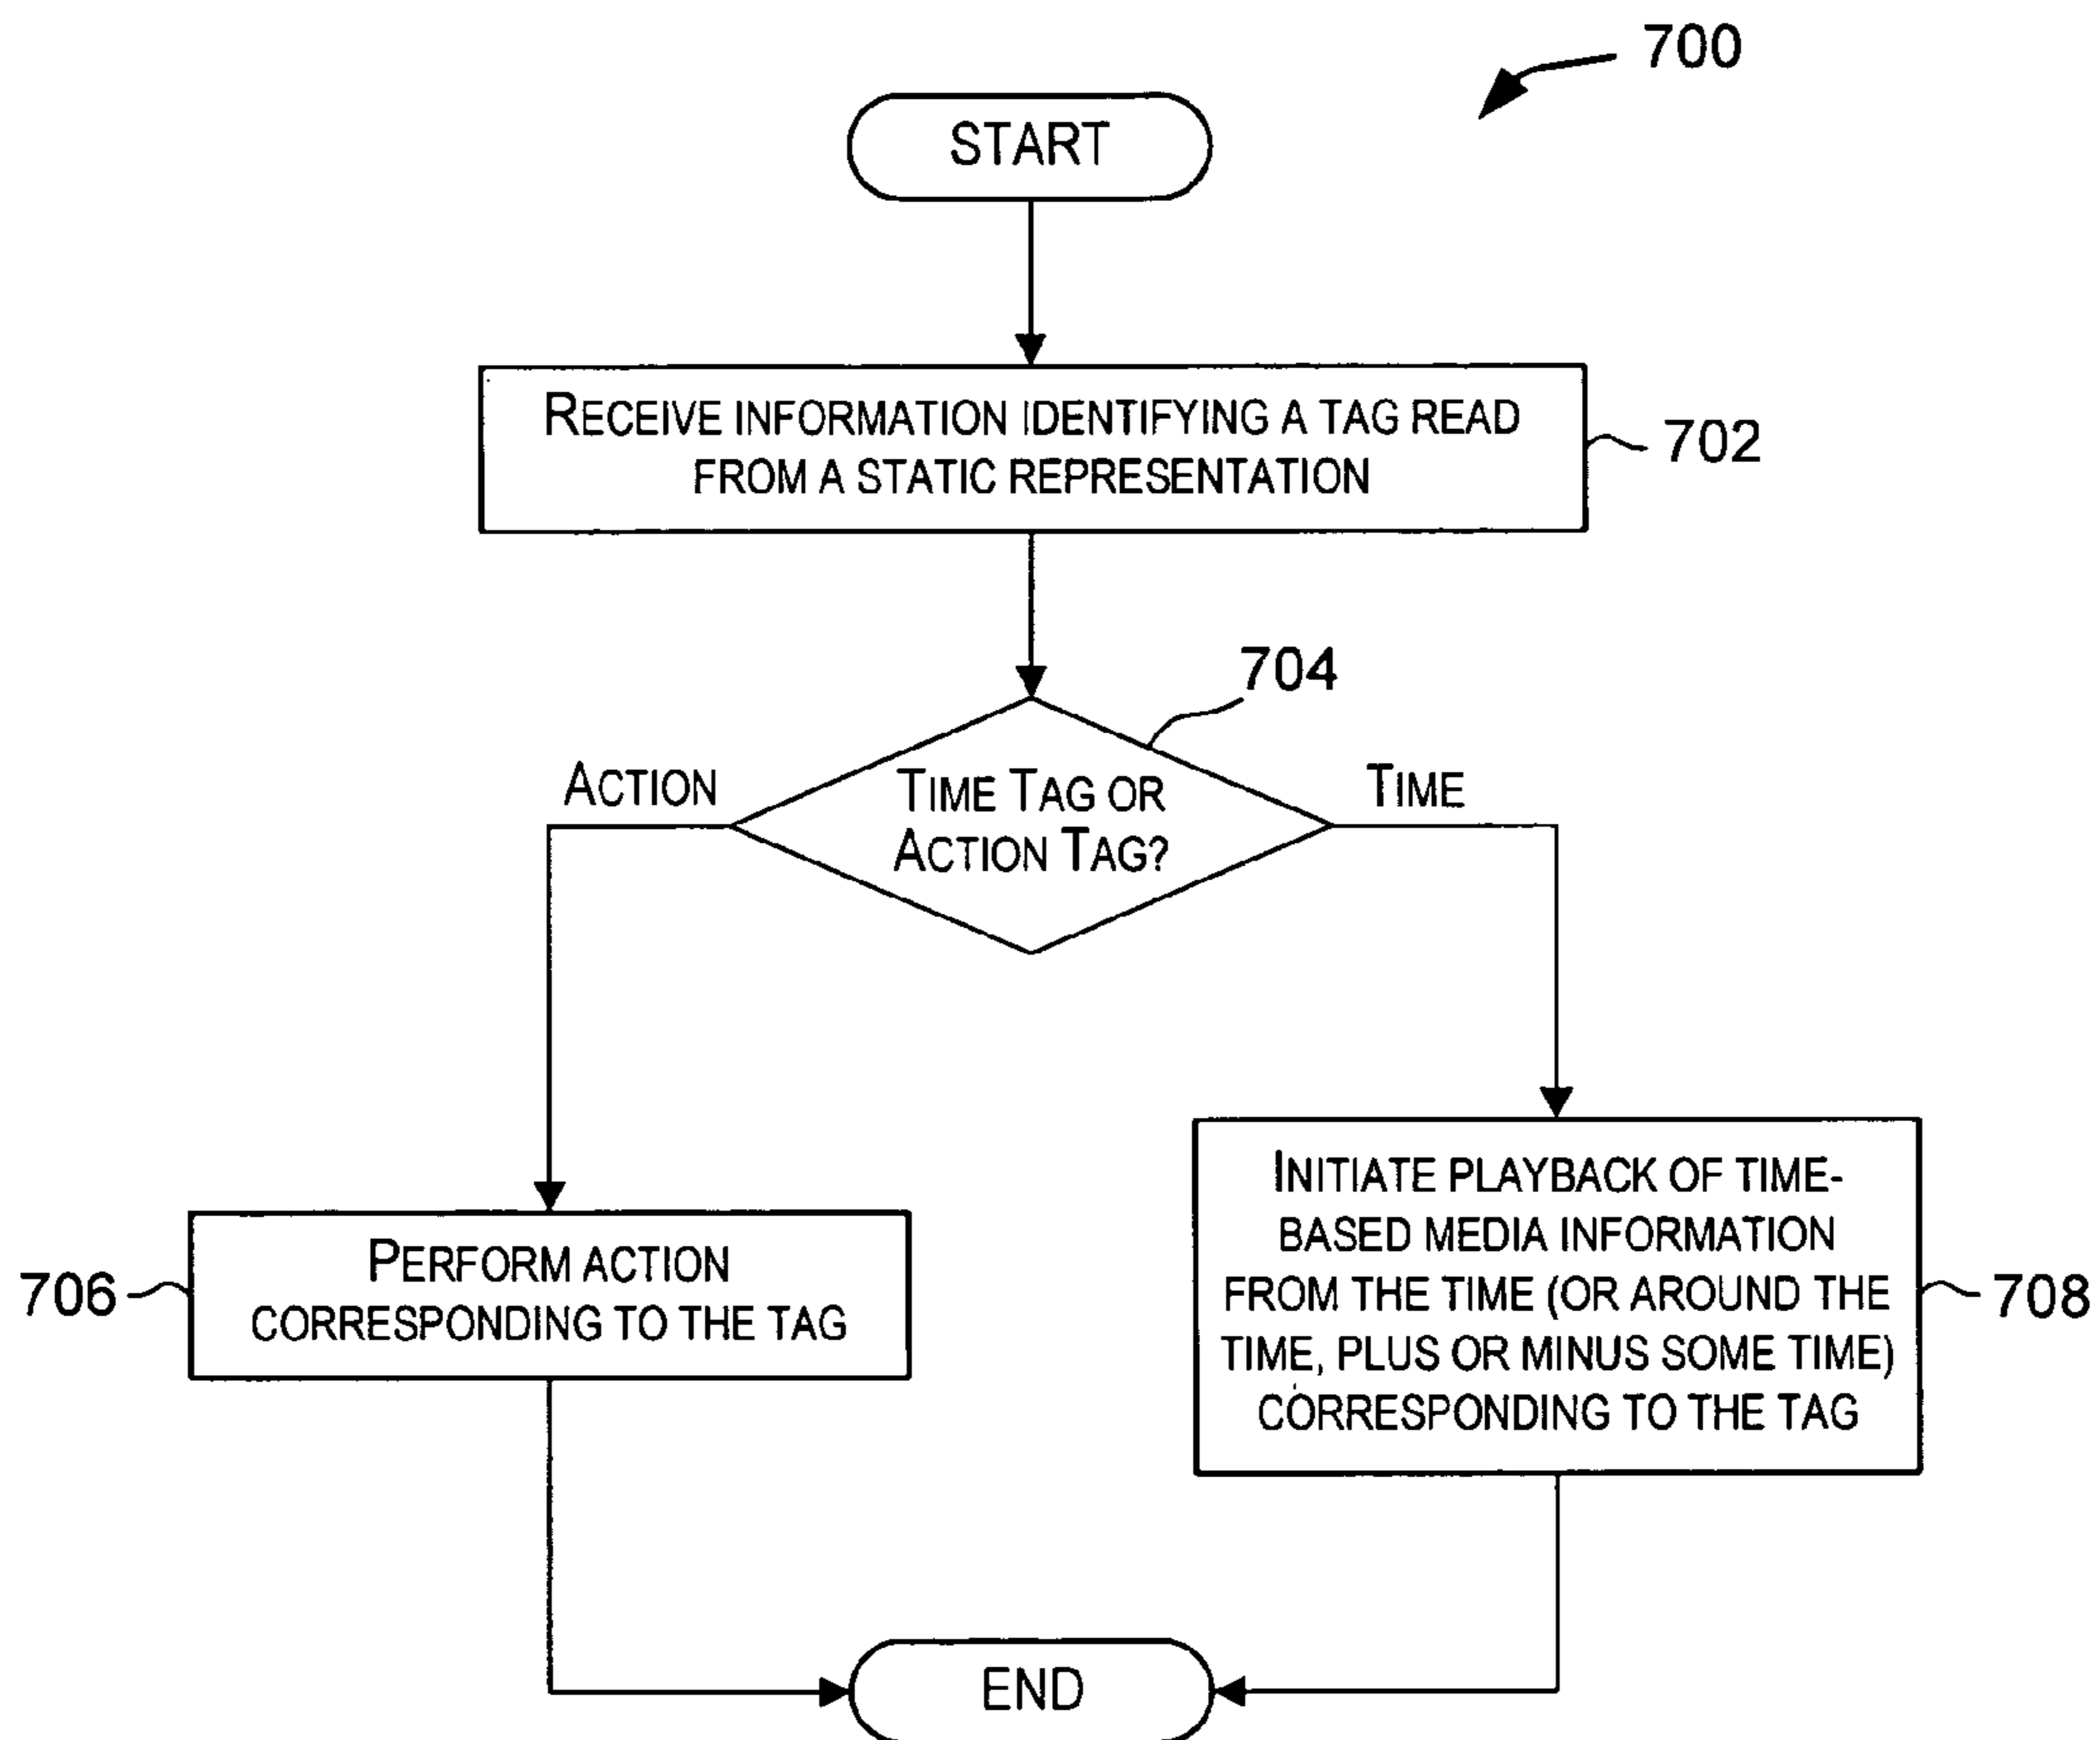 700
START
RECEIVE INFORMATION IDENTIFYING A TAG READ
FROM A STATIC REPRESENTATION
702
704
ACTION
TIME TAG OR
ACTION TAG?
TIME
PERFORM ACTION
CORRESPONDING TO THE TAG
706
INITIATE PLAYBACK OF TIME-
BASED MEDIA INFORMATION
FROM THE TIME (OR AROUND THE
TIME, PLUS OR MINUS SOME TIME)
CORRESPONDING TO THE TAG
708
END